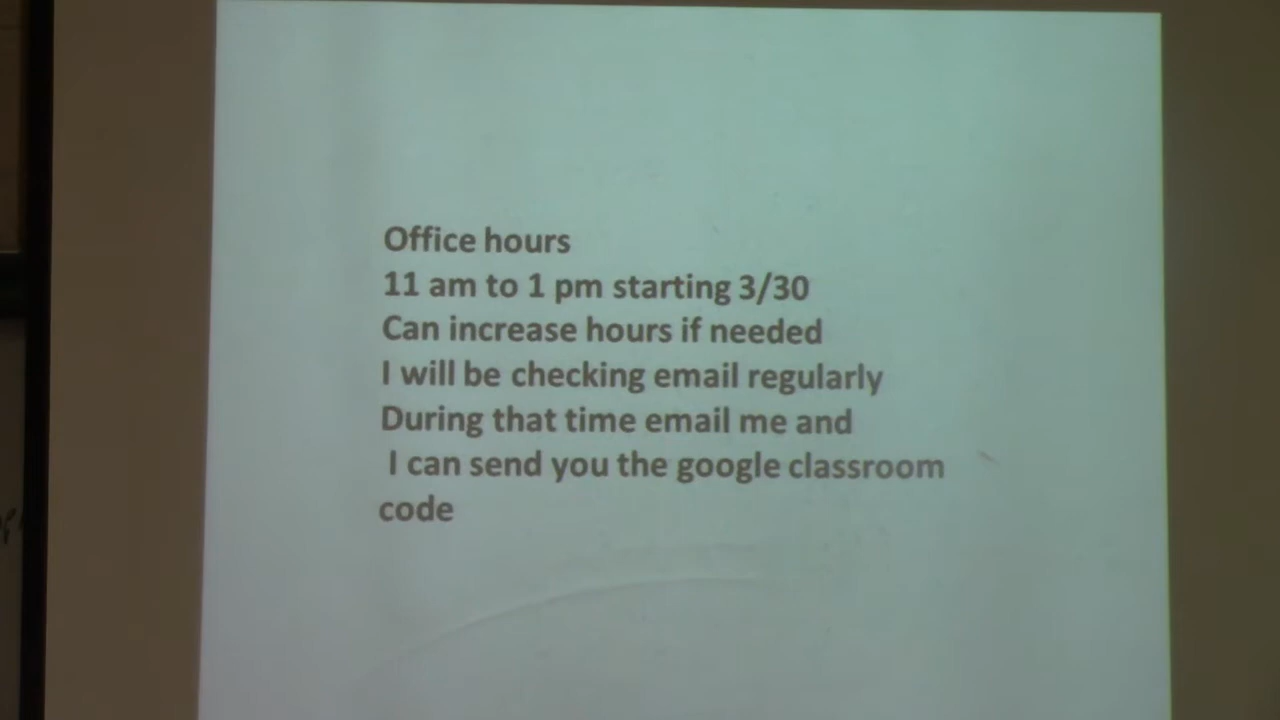 Office hours
11 am to 1 pm starting 3/30
Can increase hours if needed
I will be checking email regularly
During that time email me and
I can send you the google classroom
code